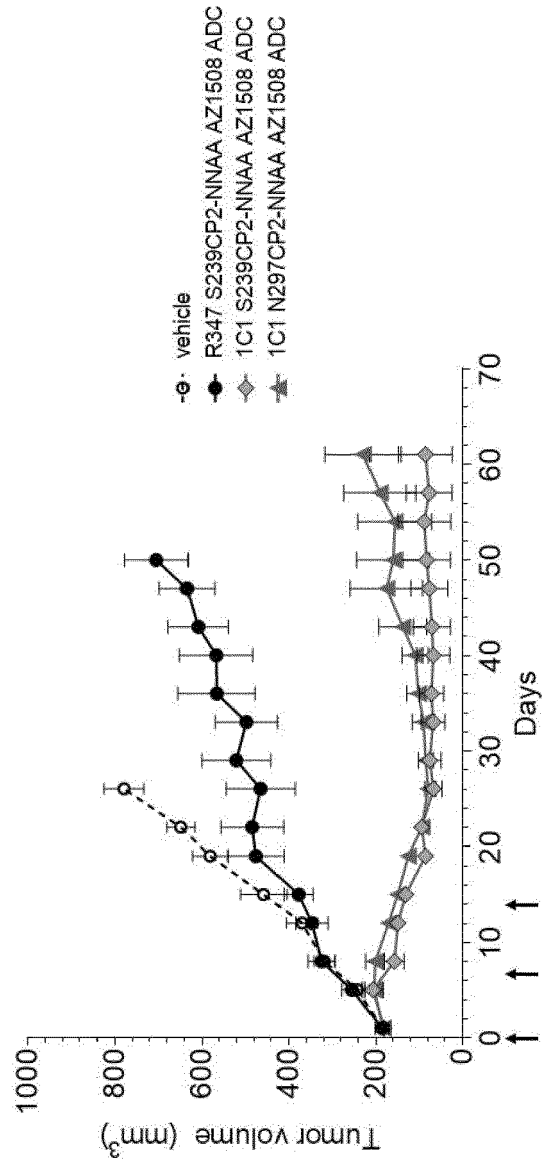 Tumor volume (mm³)
1000
800
600
400
200
0
0 10 20 30 40 50 60 70
Days
vehicle
R347 S239CP2-NNAA AZ1508 ADC
1C1 S239CP2-NNAA AZ1508 ADC
1C1 N297CP2-NNAA AZ1508 ADC